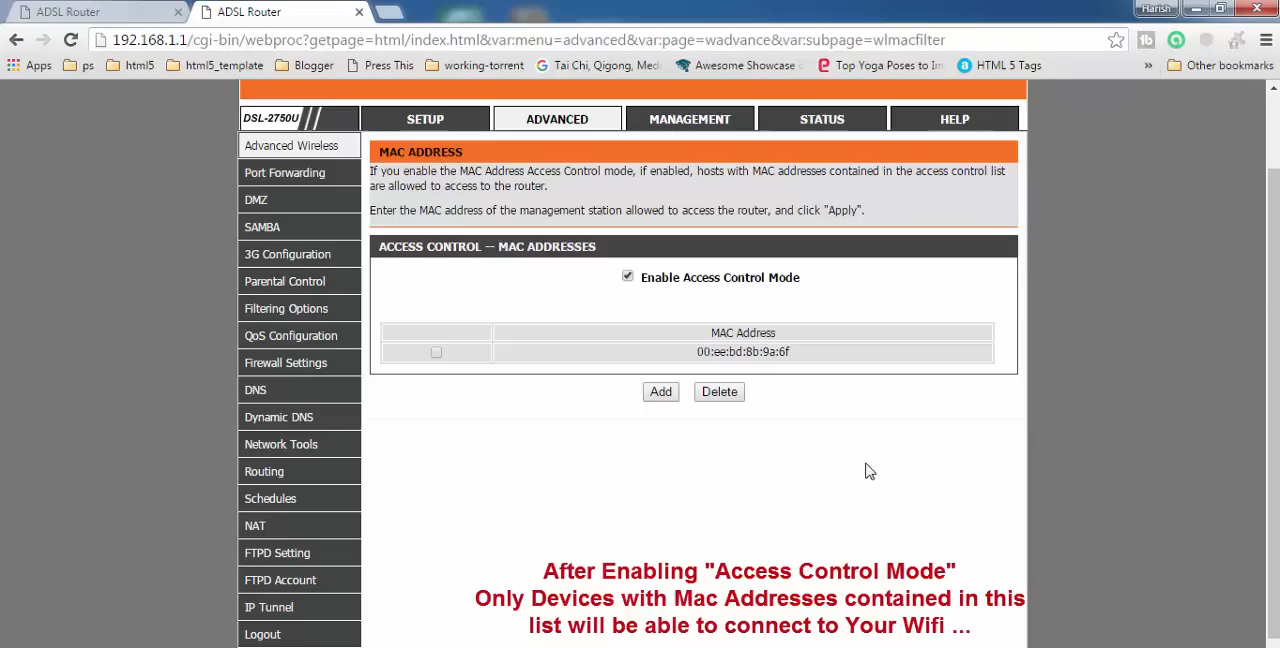 ADSL Router
ADSL Router
Harish
192.168.1.1/cgi-bin/webproc?getpage=html/index.html&var:menu=advanced&var:page=wadvance&var:subpage=wlmacfilter
Apps ps html5 html5_template Blogger Press This working-torrent Tai Chi, Qigong, Med Awesome Showcase Top Yoga Poses to Im HTML 5 Tags » Other bookmarks
DSL-2750U SETUP ADVANCED MANAGEMENT STATUS HELP
Advanced Wireless
Port Forwarding
DMZ
SAMBA
3G Configuration
Parental Control
Filtering Options
QoS Configuration
Firewall Settings
DNS
Dynamic DNS
Network Tools
Routing
Schedules
NAT
FTPD Setting
FTPD Account
IP Tunnel
Logout
MAC ADDRESS
If you enable the MAC Address Access Control mode, if enabled, hosts with MAC addresses contained in the access control list
are allowed to access to the router.
Enter the MAC address of the management station allowed to access the router, and click "Apply".
ACCESS CONTROL -- MAC ADDRESSES
Enable Access Control Mode
MAC Address
00:ee:bd:8b:9a:6f
Add Delete
After Enabling "Access Control Mode"
Only Devices with Mac Addresses contained in this
list will be able to connect to Your Wifi ...